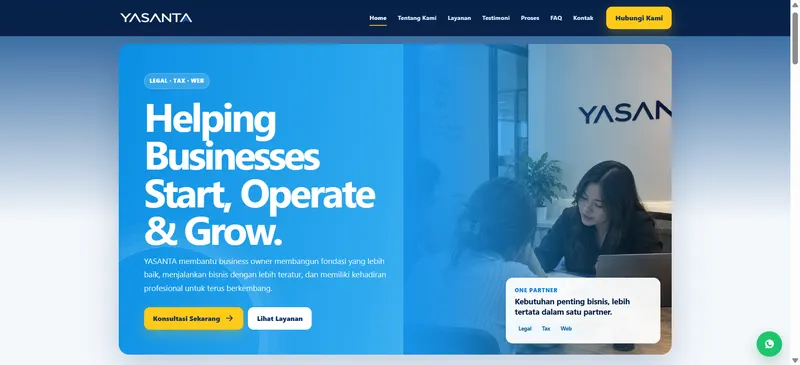 YASANTA
Home Tentang Kami Layanan Testimoni Proses FAQ Kontak
Hubungi Kami
LEGAL · TAX · WEB
Helping
Businesses
Start, Operate
& Grow.
YASANTA membantu business owner membangun fondasi yang lebih
baik, menjalankan bisnis dengan lebih teratur, dan memiliki kehadiran
profesional untuk terus berkembang.
Konsultasi Sekarang →
Lihat Layanan
YASAN
ONE PARTNER
Kebutuhan penting bisnis, lebih
tertata dalam satu partner.
Legal Tax Web